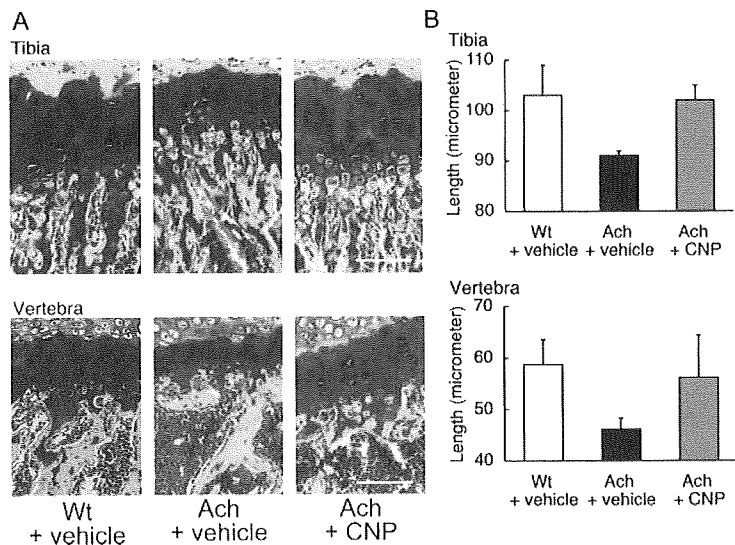 A
Tibia
Vertebra
Wt
+ vehicle
Ach
+ vehicle
Ach
+ CNP
B
Tibia
Length (micrometer)
110
100
90
80
Wt
+ vehicle
Ach
+ vehicle
Ach
+ CNP
Vertebra
Length (micrometer)
70
60
50
40
Wt
+ vehicle
Ach
+ vehicle
Ach
+ CNP